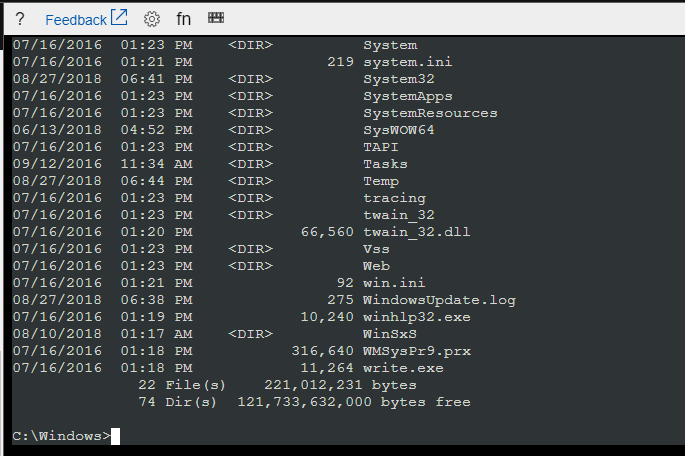 ? Feedback fn
07/16/2016  01:23 PM    <DIR>          System
07/16/2016  01:21 PM               219 system.ini
08/27/2018  06:41 PM    <DIR>          System32
07/16/2016  01:23 PM    <DIR>          SystemApps
07/16/2016  01:23 PM    <DIR>          SystemResources
06/13/2018  04:52 PM    <DIR>          SysWOW64
07/16/2016  01:23 PM    <DIR>          TAPI
09/12/2016  11:34 AM    <DIR>          Tasks
08/27/2018  06:44 PM    <DIR>          Temp
07/16/2016  01:23 PM    <DIR>          tracing
07/16/2016  01:23 PM    <DIR>          twain_32
07/16/2016  01:20 PM            66,560 twain_32.dll
07/16/2016  01:23 PM    <DIR>          Vss
07/16/2016  01:23 PM    <DIR>          Web
07/16/2016  01:21 PM                92 win.ini
08/27/2018  06:38 PM               275 WindowsUpdate.log
07/16/2016  01:19 PM            10,240 winhlp32.exe
08/10/2018  01:17 AM    <DIR>          WinSxS
07/16/2016  01:18 PM           316,640 WMSysPr9.prx
07/16/2016  01:18 PM            11,264 write.exe
              22 File(s)    221,012,231 bytes
              74 Dir(s)  121,733,632,000 bytes free
C:\Windows>